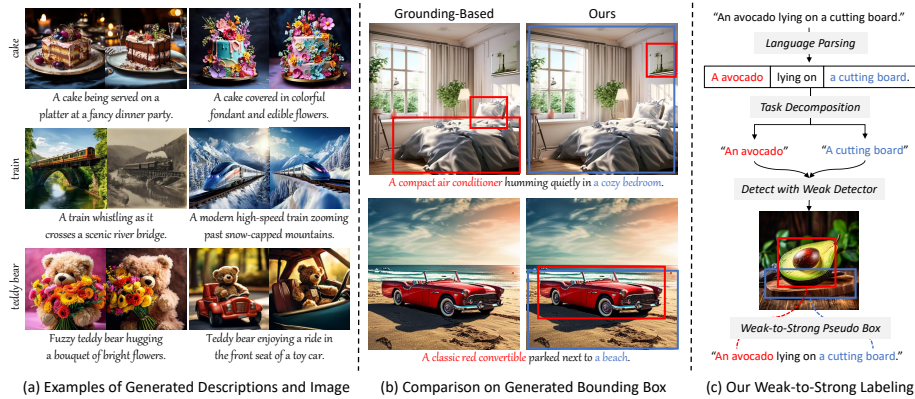 cake
A cake being served on a
platter at a fancy dinner party.
A cake covered in colorful
fondant and edible flowers.
train
A train whistling as it
crosses a scenic river bridge.
A modern high-speed train zooming
past snow-capped mountains.
teddy bear
Fuzzy teddy bear hugging
a bouquet of bright flowers.
Teddy bear enjoying a ride in
the front seat of a toy car.
(a) Examples of Generated Descriptions and Image
Grounding-Based
Ours
A compact air conditioner humming quietly in a cozy bedroom.
A classic red convertible parked next to a beach.
(b) Comparison on Generated Bounding Box
"An avocado lying on a cutting board."
Language Parsing
A avocado lying on a cutting board.
Task Decomposition
"An avocado" "A cutting board"
Detect with Weak Detector
Weak-to-Strong Pseudo Box
"An avocado lying on a cutting board."
(c) Our Weak-to-Strong Labeling